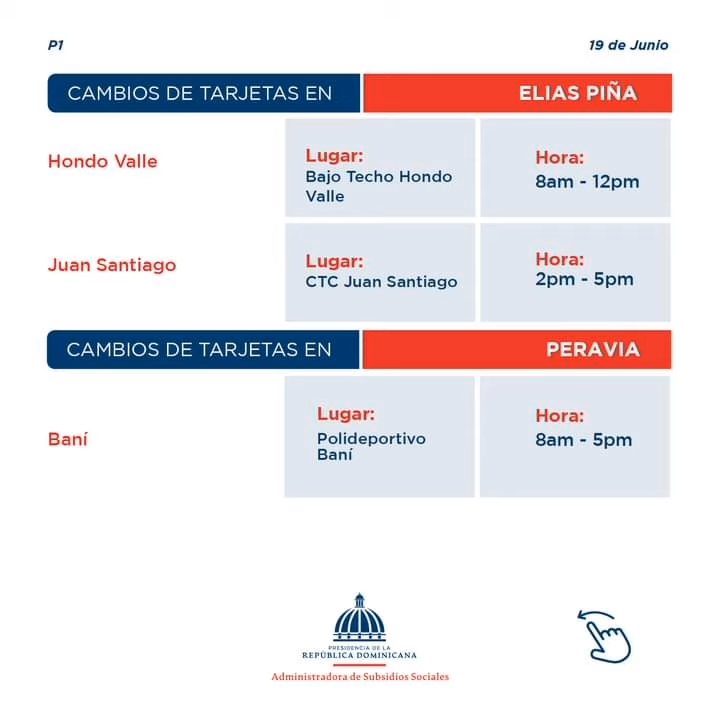 P1
19 de Junio
CAMBIOS DE TARJETAS EN
ELIAS PIÑA
Hondo Valle
Lugar:
Bajo Techo Hondo
Valle
Hora:
8am - 12pm
Juan Santiago
Lugar:
CTC Juan Santiago
Hora:
2pm - 5pm
CAMBIOS DE TARJETAS EN
PERAVIA
Baní
Lugar:
Polideportivo
Baní
Hora:
8am - 5pm
PRESIDENCIA DE LA
REPÚBLICA DOMINICANA
Administradora de Subsidios Sociales